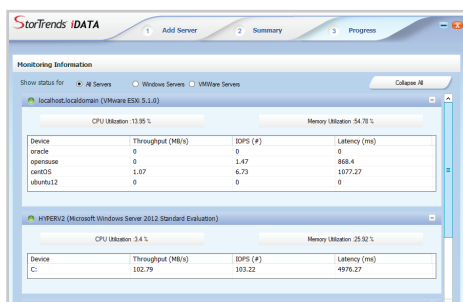 StorTrends iDATA
1 Add Server 2 Summary 3 Progress
Monitoring Information
Show status for All Servers Windows Servers VMWare Servers Collapse All
localhost.localdomain (VMware ESXi 5.1.0)
CPU Utilization :13.95 % Memory Utilization :54.78 %
Device Throughput (MB/s) IOPS (#) Latency (ms)
oracle 0 0 0
opensuse 0 1.47 868.4
centOS 1.07 6.73 1077.27
ubuntu12 0 0 0
HYPERV2 (Microsoft Windows Server 2012 Standard Evaluation)
CPU Utilization :3.4 % Memory Utilization :25.92 %
Device Throughput (MB/s) IOPS (#) Latency (ms)
C: 102.79 103.22 4976.27